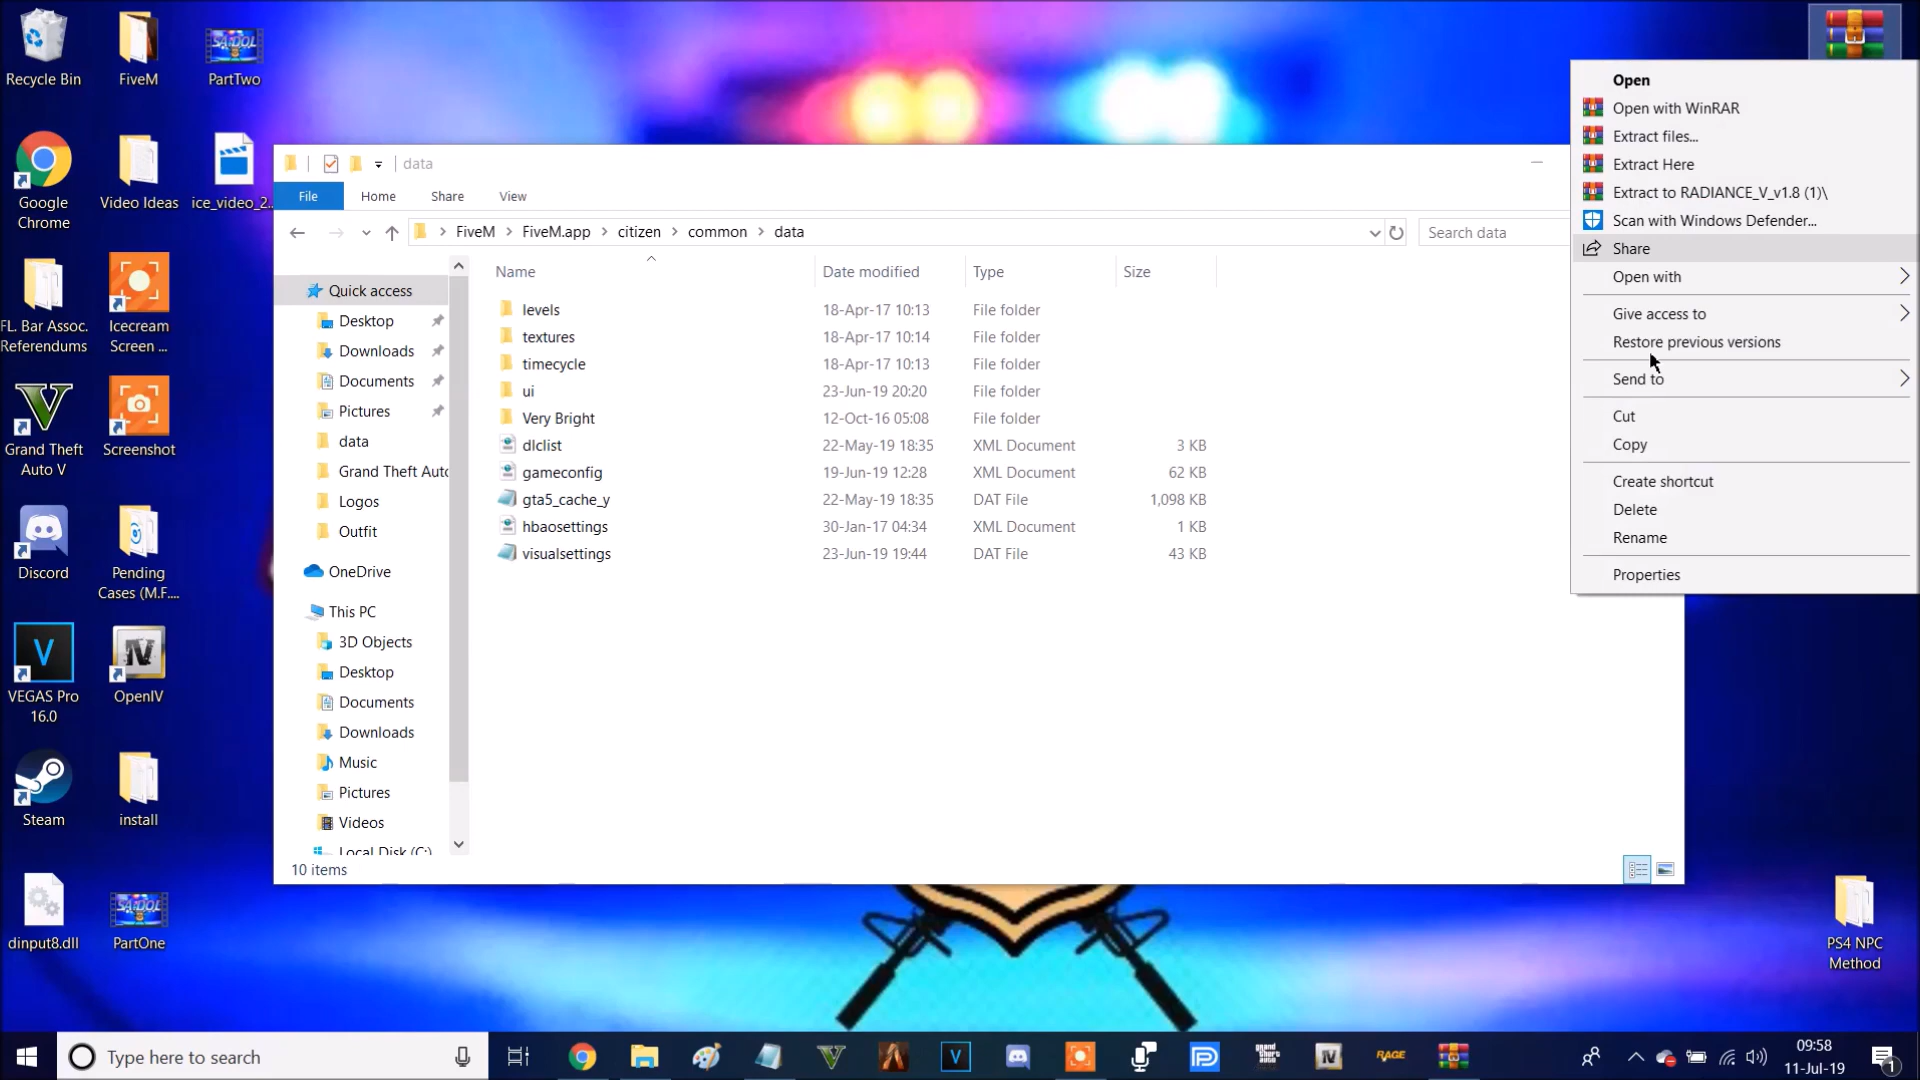 Recycle Bin
FiveM
PartTwo
Google
Chrome
Video Ideas
ice_video_2...
FL. Bar Assoc.
Referendums
Icecream
Screen ...
Grand Theft
Auto V
Screenshot
Discord
Pending
Cases (M.F....
VEGAS Pro
16.0
OpenIV
Steam
install
dinput8.dll
PartOne
PS4 NPC
Method
data
File
Home
Share
View
FiveM > FiveM.app > citizen > common > data
Search data
Name
Date modified
Type
Size
Quick access
Desktop
Downloads
Documents
Pictures
data
Grand Theft Auto
Logos
Outfit
OneDrive
This PC
3D Objects
Desktop
Documents
Downloads
Music
Pictures
Videos
Local Disk (C:)
levels 18-Apr-17 10:13 File folder
textures 18-Apr-17 10:14 File folder
timecycle 18-Apr-17 10:13 File folder
ui 23-Jun-19 20:20 File folder
Very Bright 12-Oct-16 05:08 File folder
dlclist 22-May-19 18:35 XML Document 3 KB
gameconfig 19-Jun-19 12:28 XML Document 62 KB
gta5_cache_y 22-May-19 18:35 DAT File 1,098 KB
hbaosettings 30-Jan-17 04:34 XML Document 1 KB
visualsettings 23-Jun-19 19:44 DAT File 43 KB
10 items
Open
Open with WinRAR
Extract files...
Extract Here
Extract to RADIANCE_V_v1.8 (1)\
Scan with Windows Defender...
Share
Open with
Give access to
Restore previous versions
Send to
Cut
Copy
Create shortcut
Delete
Rename
Properties
Type here to search
RAGE
09:58
11-Jul-19
1